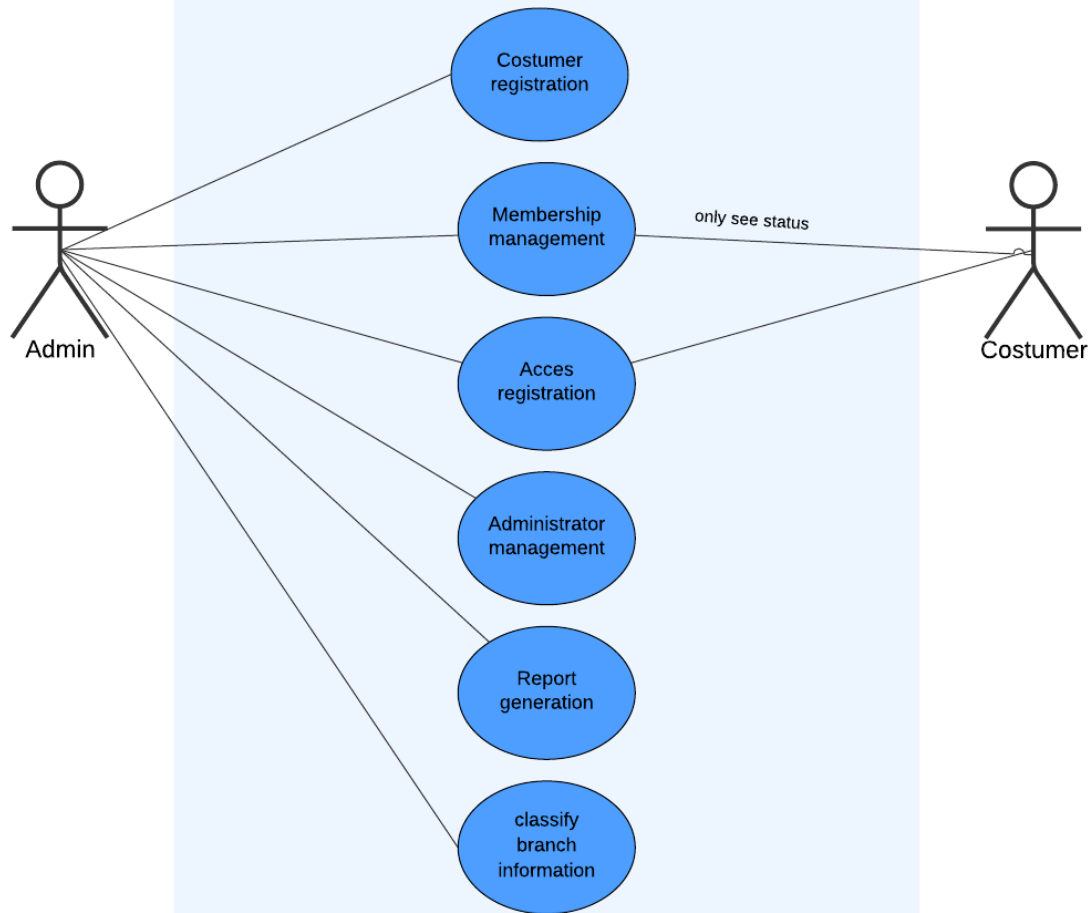 Costumer
registration
Membership
management
only see status
Admin
Costumer
Acces
registration
Administrator
management
Report
generation
classify
branch
information